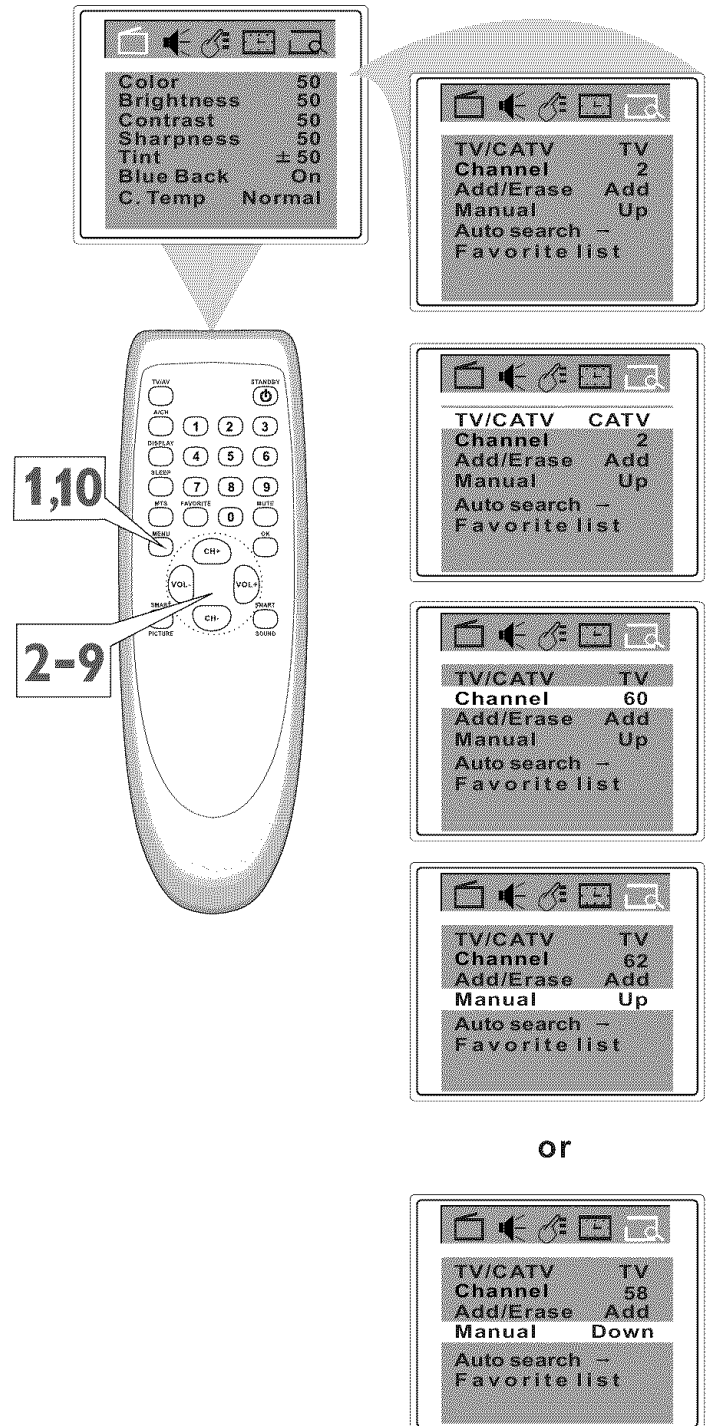 Color 50
Brightness 50
Contrast 50
Sharpness 50
Tint ± 50
Blue Back On
C. Temp Normal
TV/CATV TV
Channel 2
Add/Erase Add
Manual Up
Auto search –
Favorite list
TV/AV STANDBY
A/CH
1 2 3
DISPLAY
4 5 6
SLEEP
7 8 9
MTS FAVORITE MUTE
0
MENU OK
CH+
VOL- VOL+
CH-
SMART SMART
PICTURE SOUND
1,10
2-9
TV/CATV CATV
Channel 2
Add/Erase Add
Manual Up
Auto search –
Favorite list
TV/CATV TV
Channel 60
Add/Erase Add
Manual Up
Auto search –
Favorite list
TV/CATV TV
Channel 62
Add/Erase Add
Manual Up
Auto search –
Favorite list
or
TV/CATV TV
Channel 58
Add/Erase Add
Manual Down
Auto search –
Favorite list